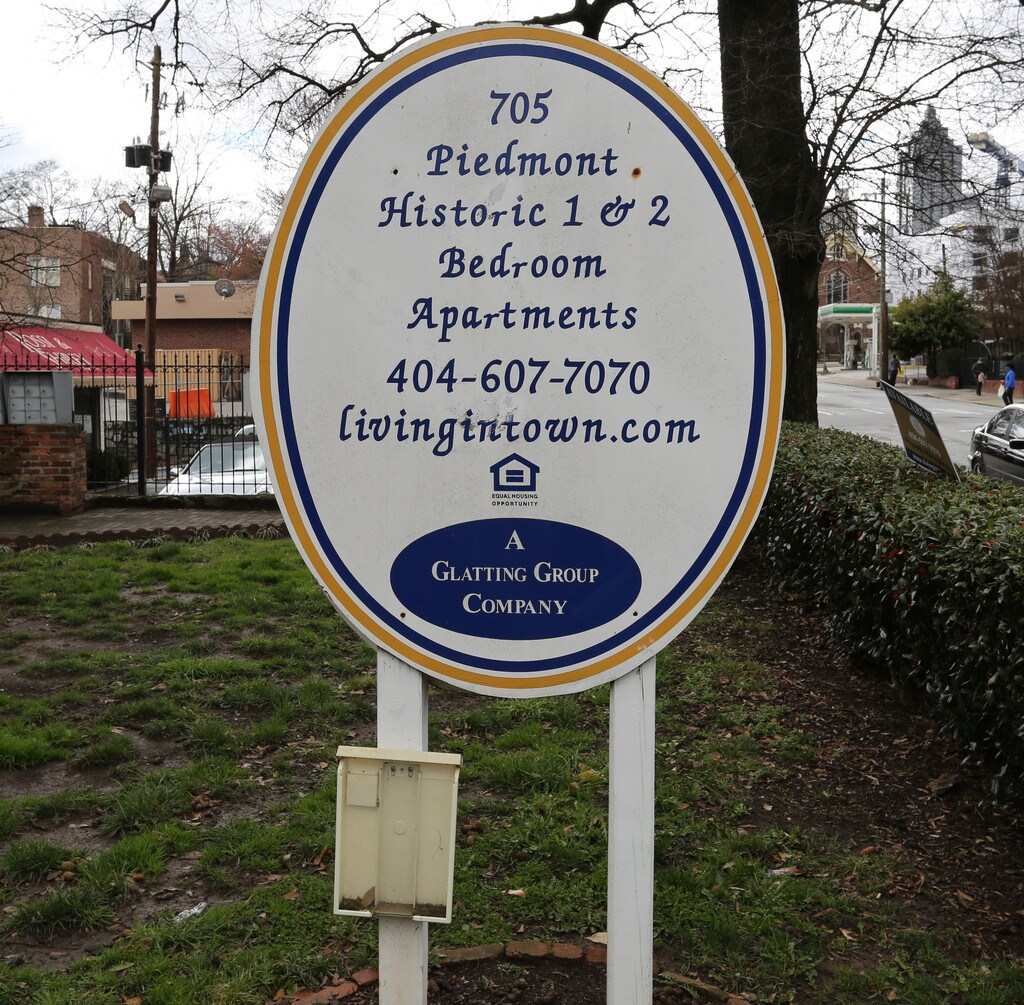 705
Piedmont
Historic 1 & 2
Bedroom
Apartments
404-607-7070
livingintown.com
EQUAL HOUSING
OPPORTUNITY
A
GLATTING GROUP
COMPANY